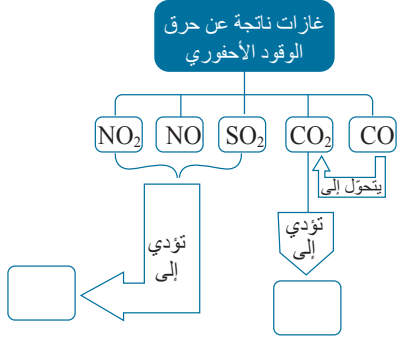 غازات ناتجة عن حرق
الوقود الأحفوري
CO
CO₂
SO₂
NO
NO₂
يتحوّل إلى
تؤدي
إلى
تؤدي
إلى